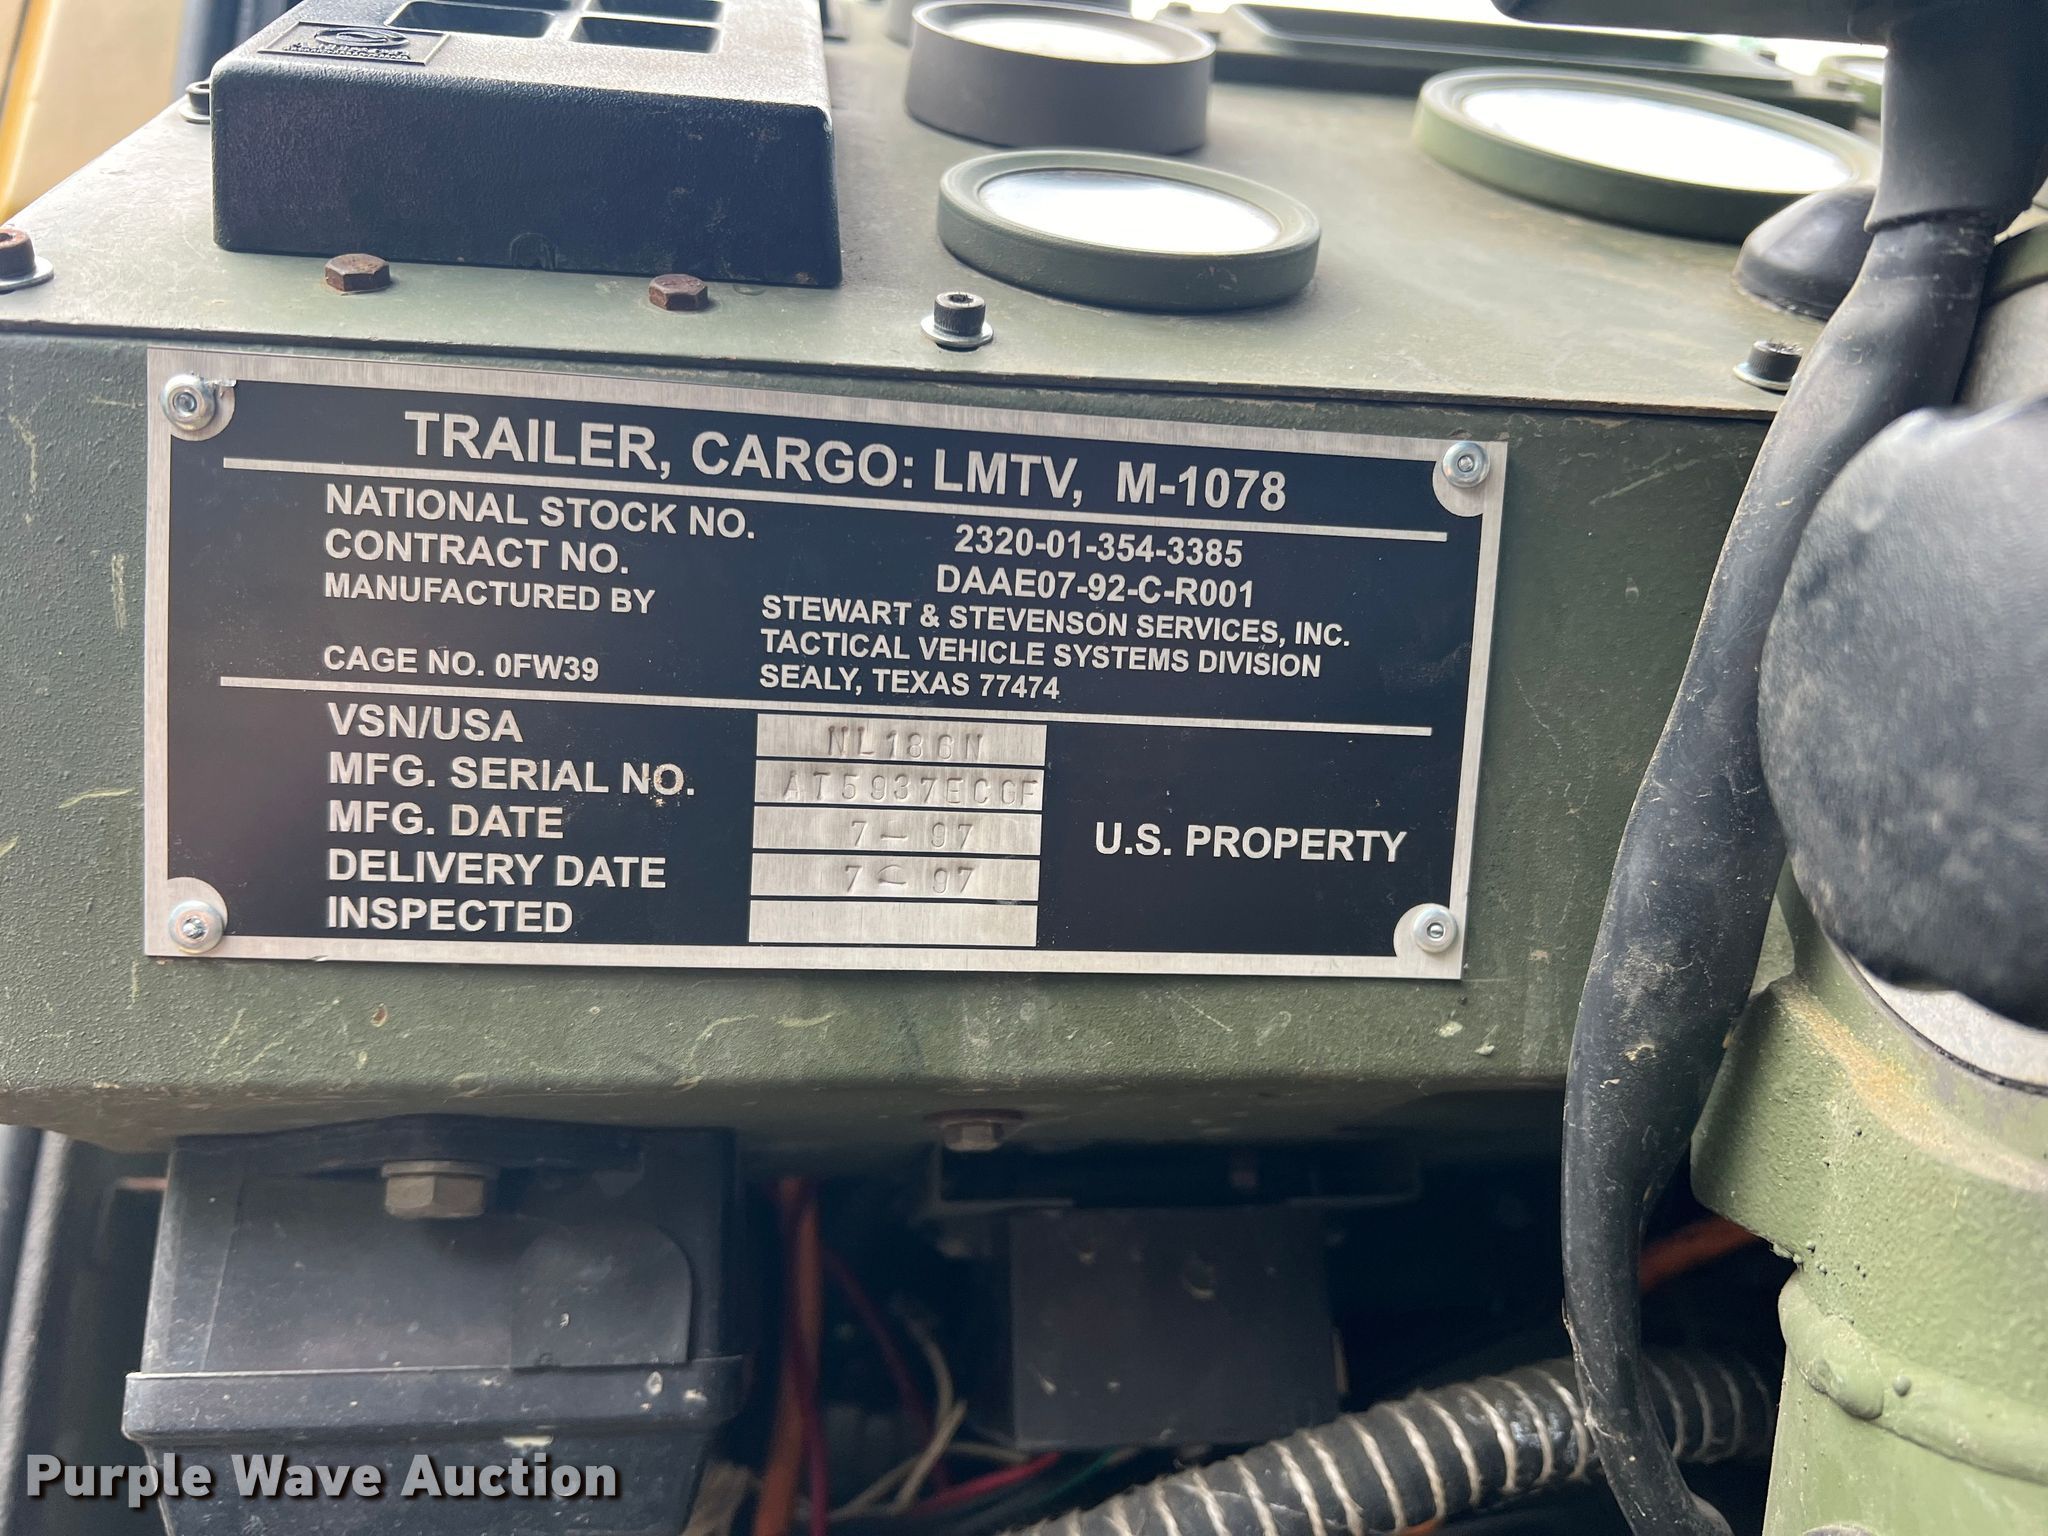 TRAILER, CARGO: LMTV, M-1078
NATIONAL STOCK NO. 2320-01-354-3385
CONTRACT NO. DAAE07-92-C-R001
MANUFACTURED BY STEWART & STEVENSON SERVICES, INC.
TACTICAL VEHICLE SYSTEMS DIVISION
CAGE NO. 0FW39 SEALY, TEXAS 77474
VSN/USA NL186N
MFG. SERIAL NO. AT5937ECGF
MFG. DATE 7-97
DELIVERY DATE 7-97
INSPECTED
U.S. PROPERTY
Purple Wave Auction